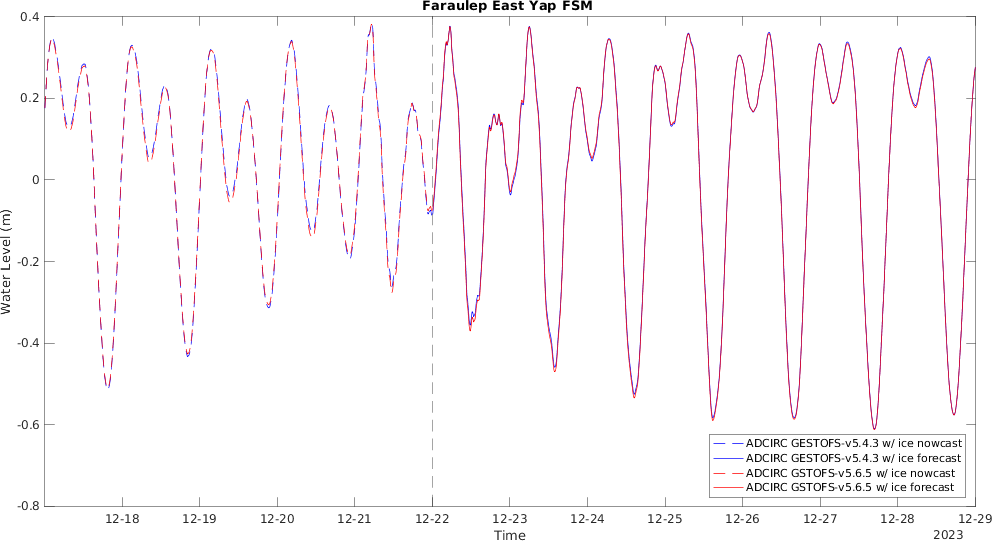 Faraulep East Yap FSM
0.4
0.2
0
-0.2
-0.4
-0.6
-0.8
Water Level (m)
ADCIRC GESTOFS-v5.4.3 w/ ice nowcast
ADCIRC GESTOFS-v5.4.3 w/ ice forecast
ADCIRC GSTOFS-v5.6.5 w/ ice nowcast
ADCIRC GSTOFS-v5.6.5 w/ ice forecast
12-18 12-19 12-20 12-21 12-22 12-23 12-24 12-25 12-26 12-27 12-28 12-29
Time
2023